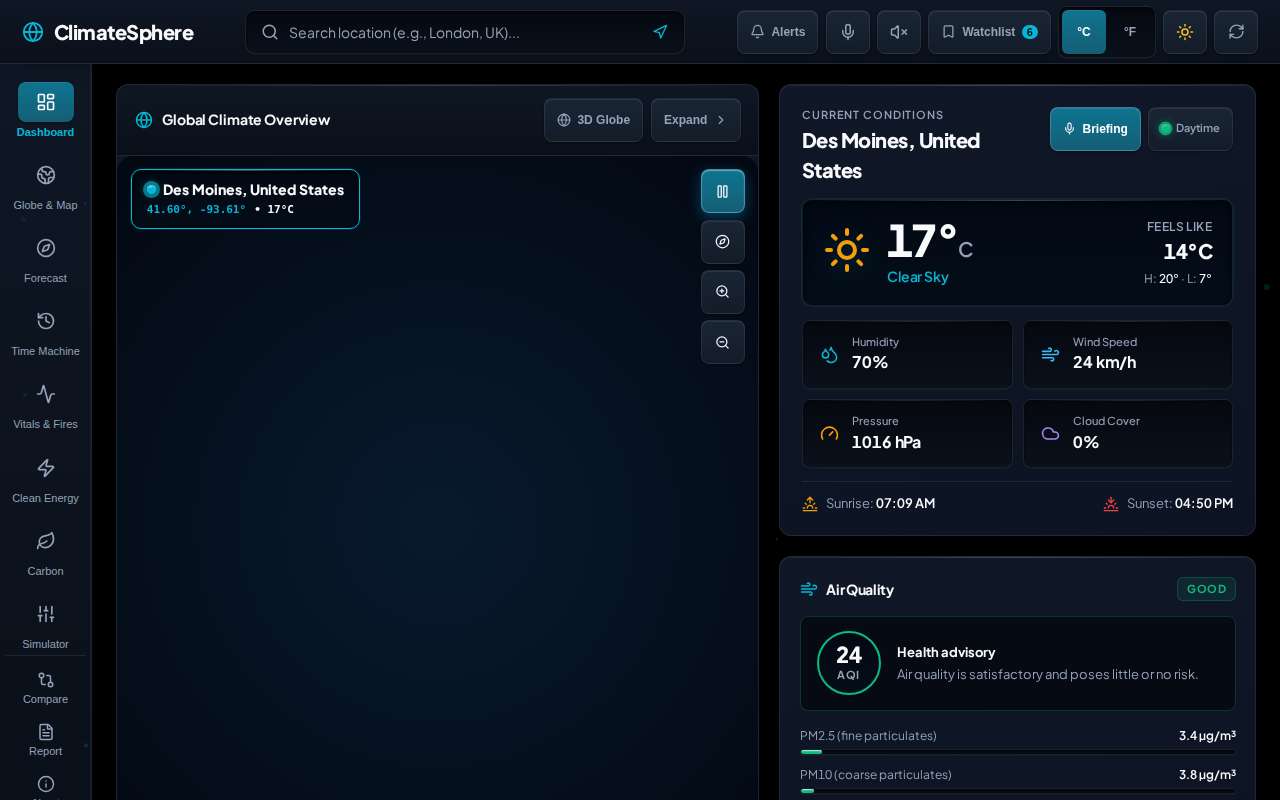 ClimateSphere
Search location (e.g., London, UK)...
Alerts
Watchlist 6
°C
°F
Dashboard
Globe & Map
Forecast
Time Machine
Vitals & Fires
Clean Energy
Carbon
Simulator
Compare
Report
Global Climate Overview
3D Globe
Expand
Des Moines, United States
41.60°, -93.61° • 17°C
CURRENT CONDITIONS
Des Moines, United
States
Briefing
Daytime
17°C
Clear Sky
FEELS LIKE
14°C
H: 20° · L: 7°
Humidity
70%
Wind Speed
24 km/h
Pressure
1016 hPa
Cloud Cover
0%
Sunrise: 07:09 AM
Sunset: 04:50 PM
Air Quality
GOOD
24
AQI
Health advisory
Air quality is satisfactory and poses little or no risk.
PM2.5 (fine particulates)
3.4 µg/m³
PM10 (coarse particulates)
3.8 µg/m³